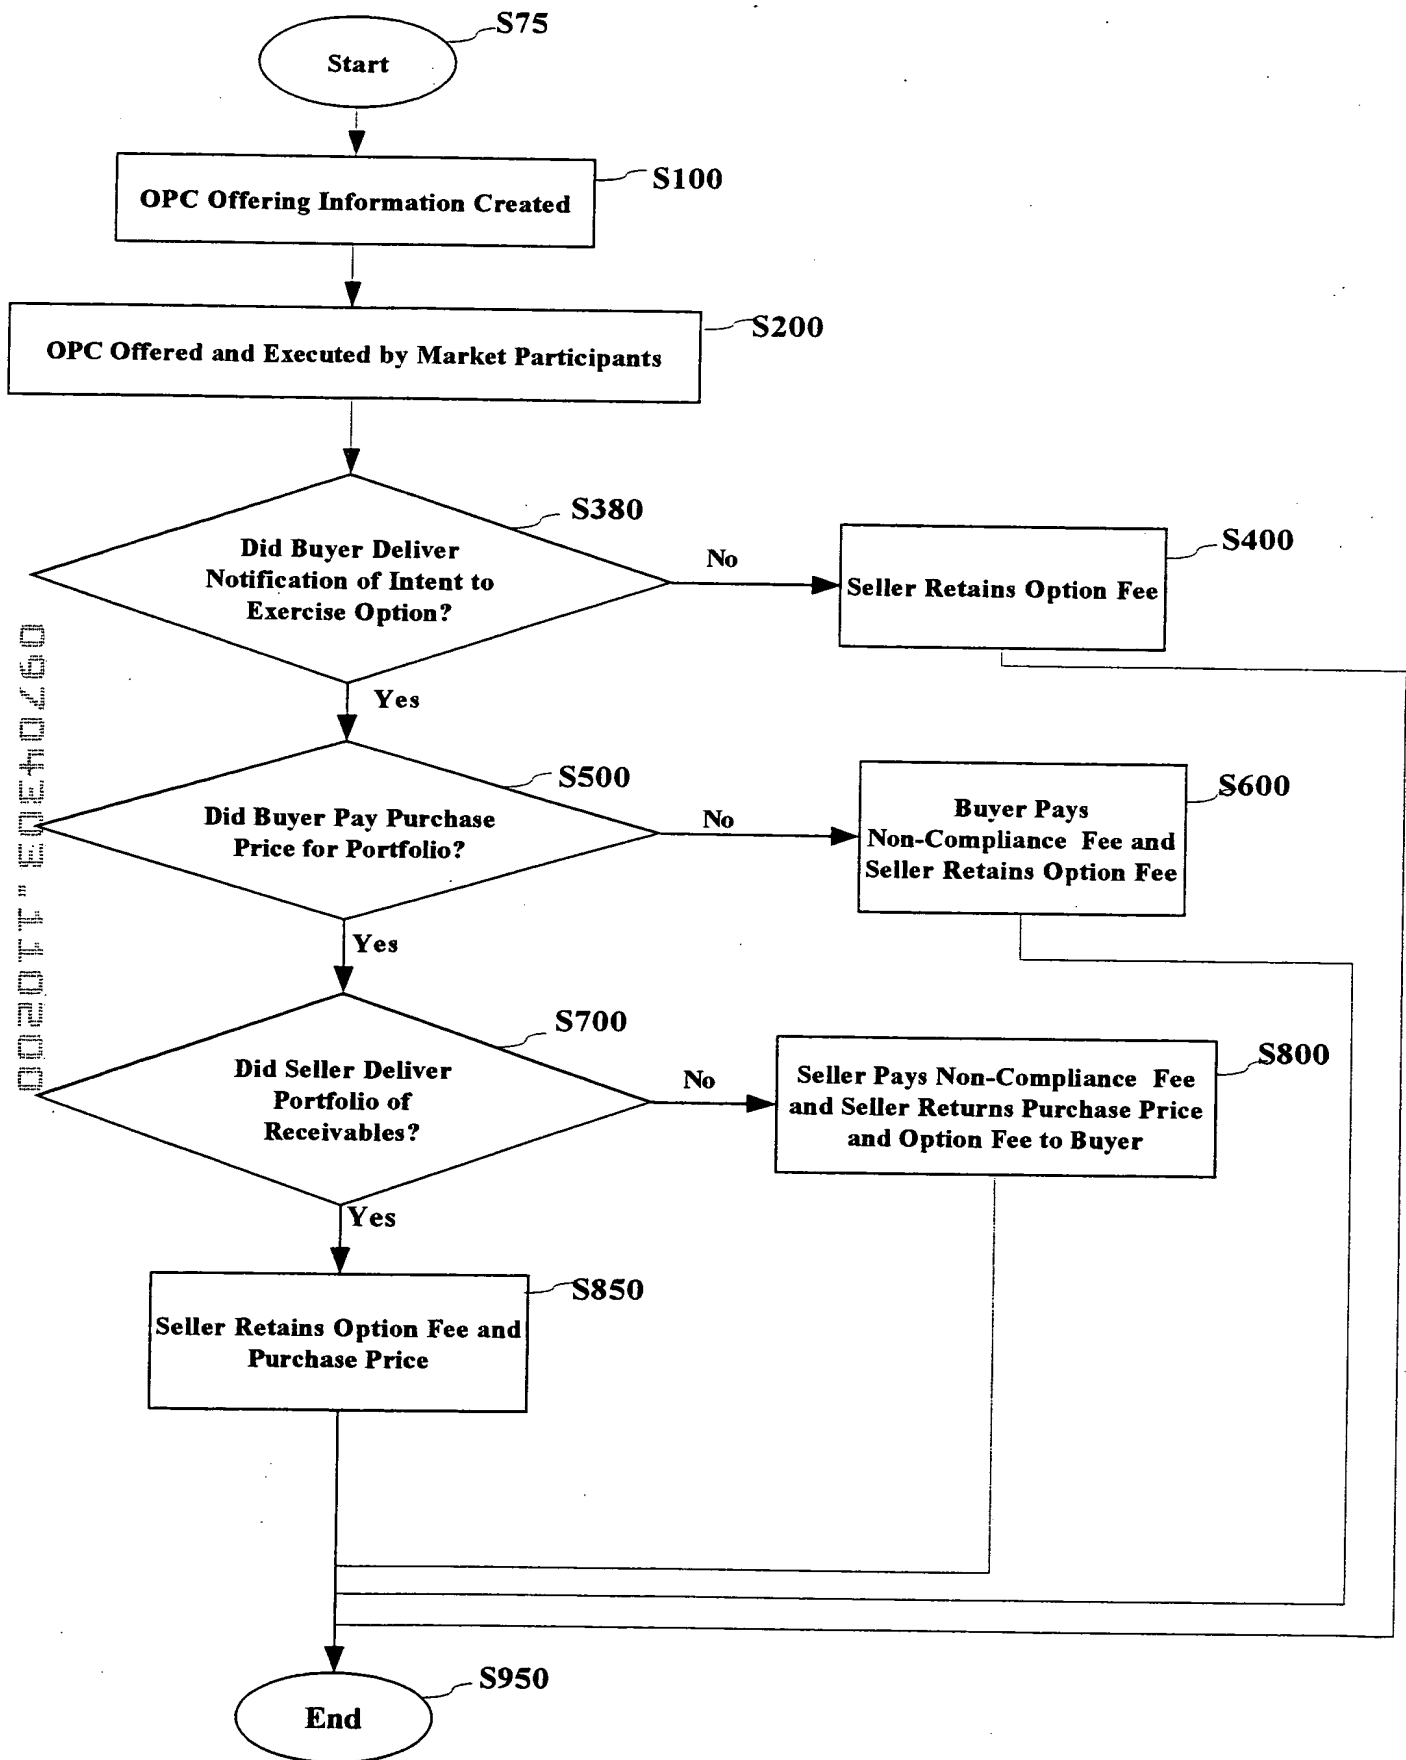 S75
Start
S100
OPC Offering Information Created
S200
OPC Offered and Executed by Market Participants
S380
Did Buyer Deliver
Notification of Intent to
Exercise Option?
No
S400
Seller Retains Option Fee
Yes
S500
Did Buyer Pay Purchase
Price for Portfolio?
No
S600
Buyer Pays
Non-Compliance Fee and
Seller Retains Option Fee
Yes
S700
Did Seller Deliver
Portfolio of
Receivables?
No
S800
Seller Pays Non-Compliance Fee
and Seller Returns Purchase Price
and Option Fee to Buyer
Yes
S850
Seller Retains Option Fee and
Purchase Price
S950
End
09704303.110200